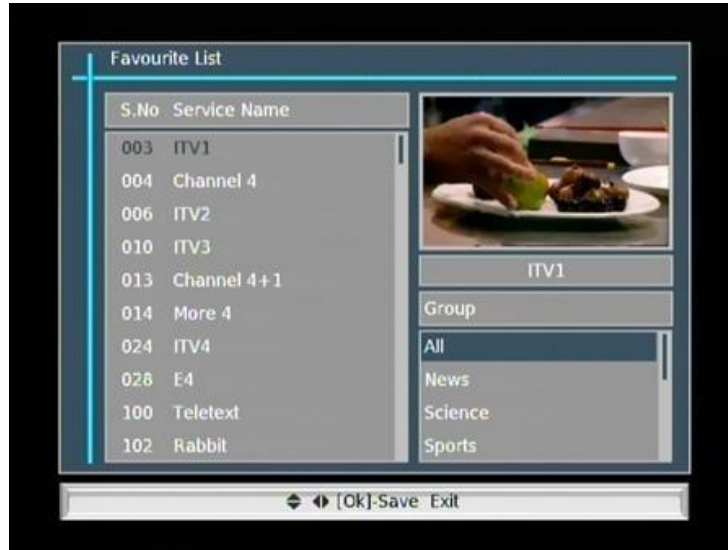 Favourite List
S.No Service Name
003 ITV1
004 Channel 4
006 ITV2
010 ITV3
013 Channel 4+1
014 More 4
024 ITV4
028 E4
100 Teletext
102 Rabbit
ITV1
Group
All
News
Science
Sports
[Ok]-Save Exit